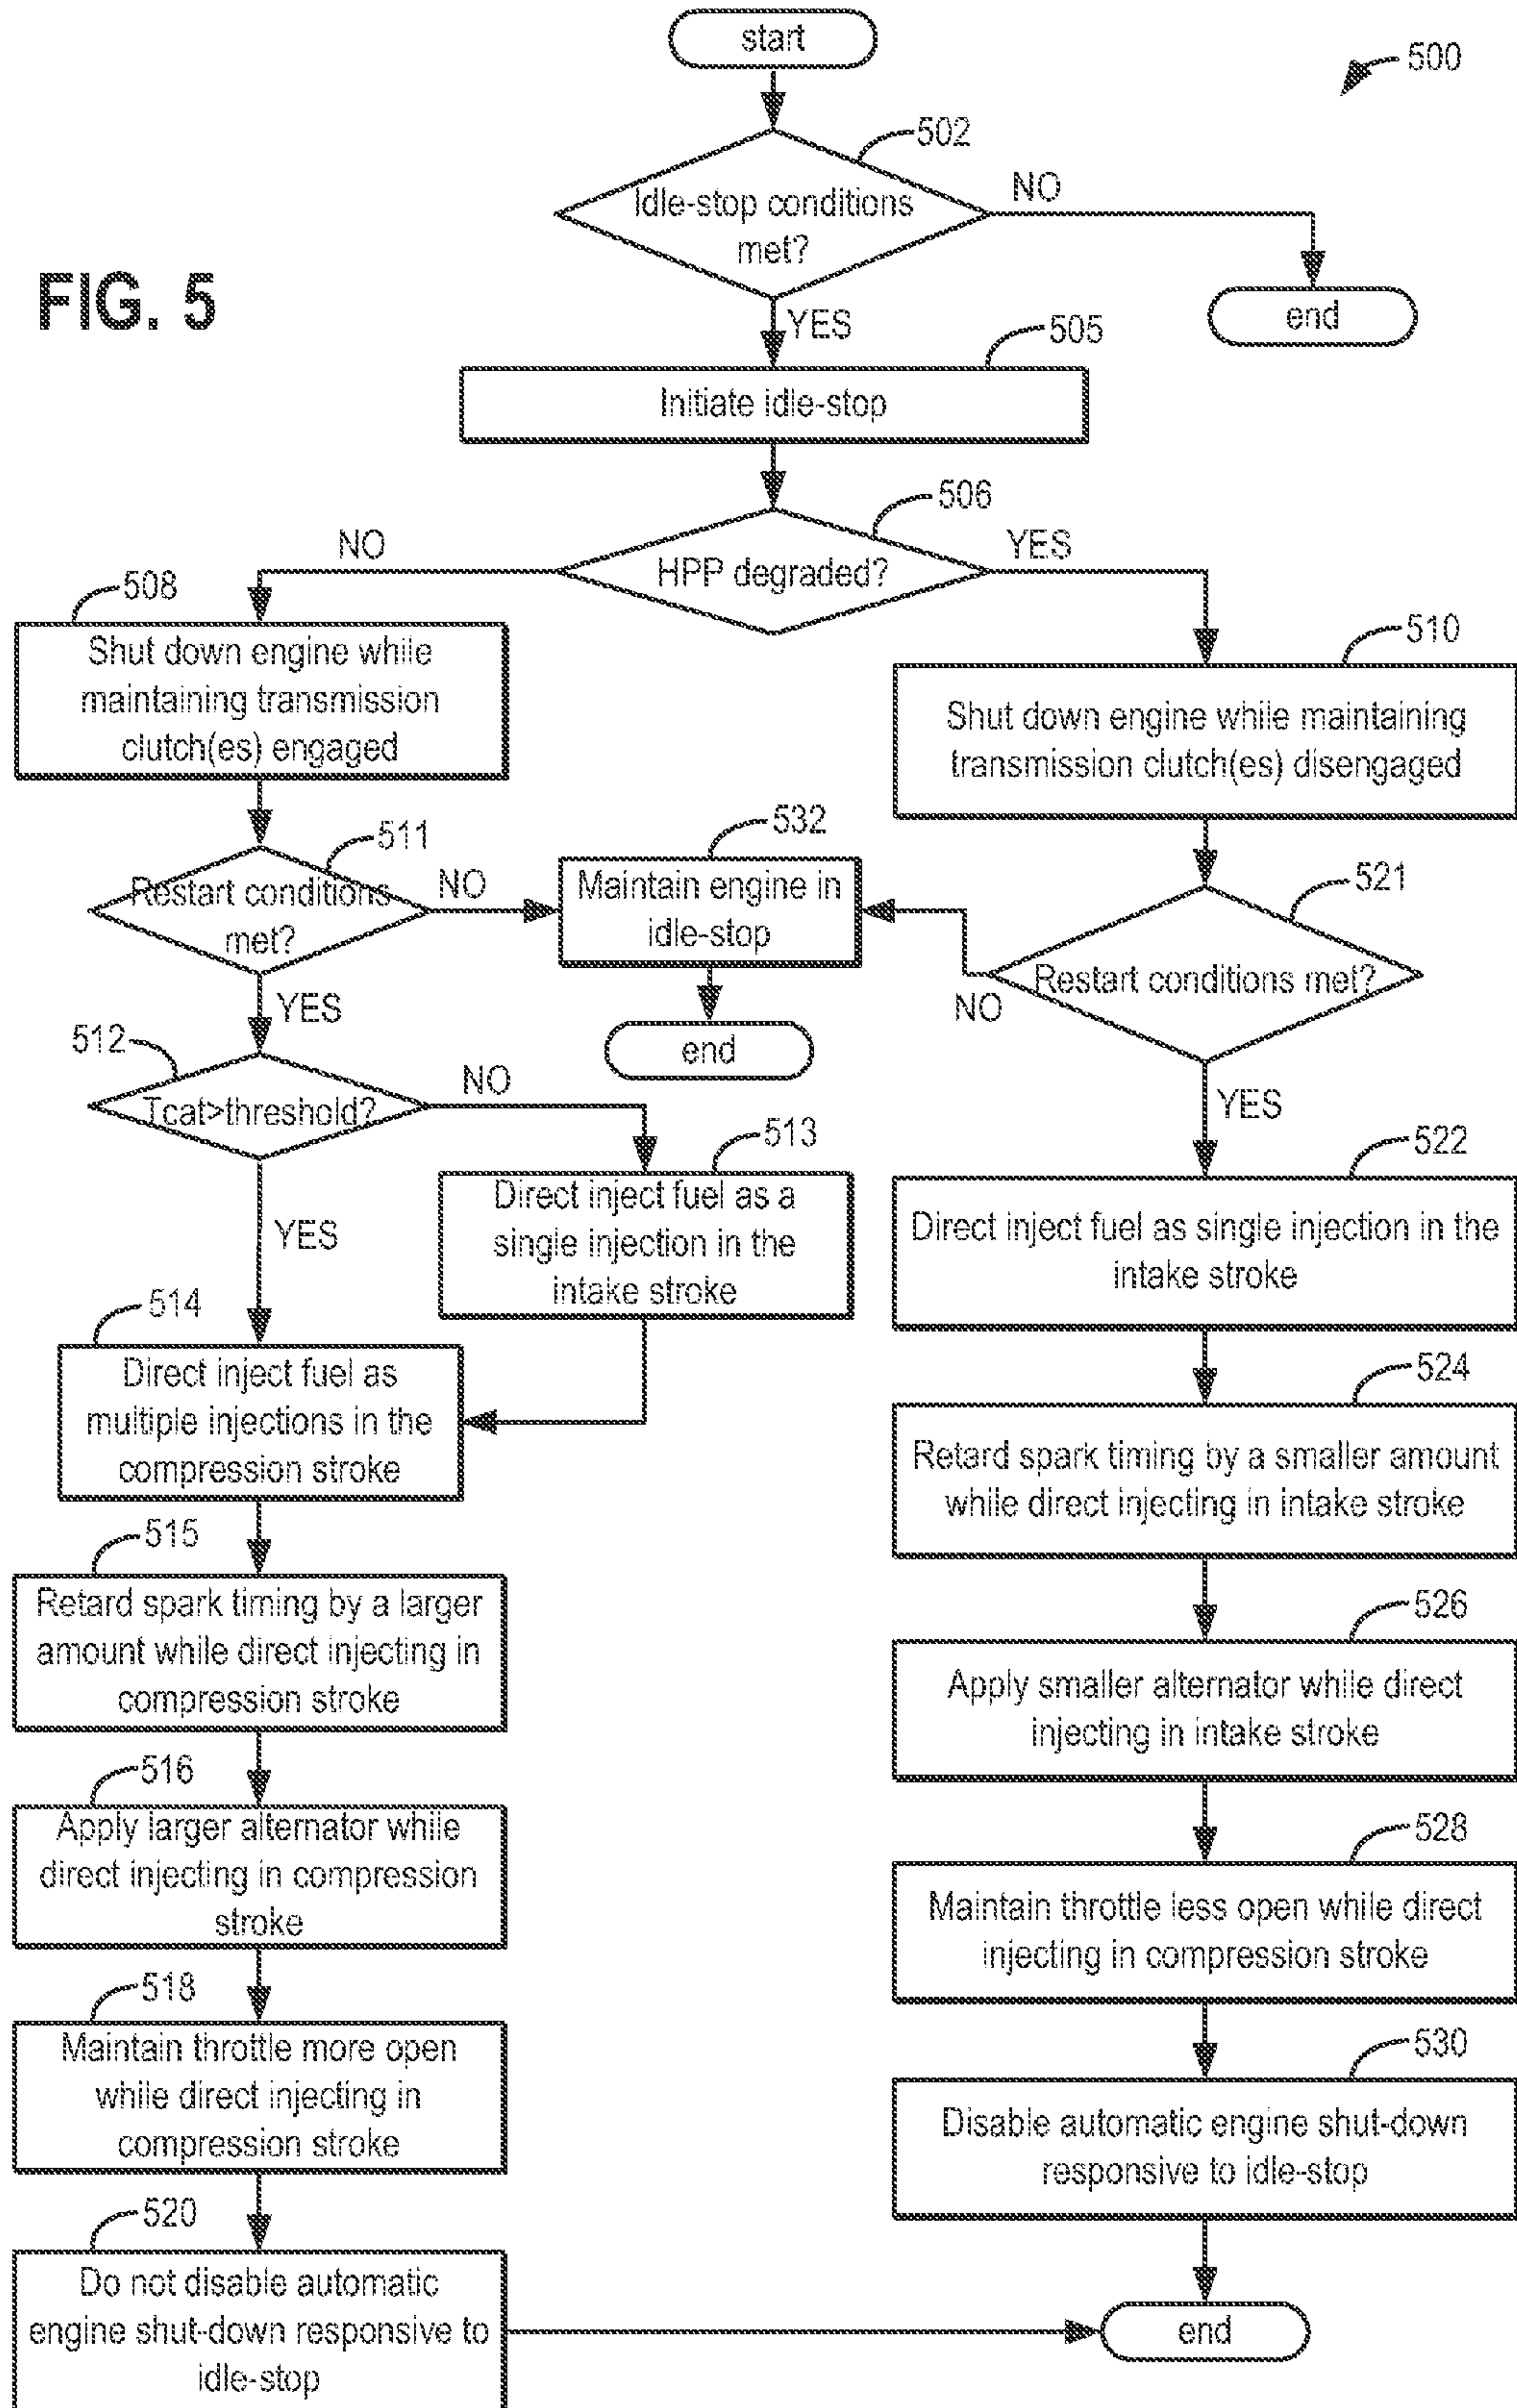 start
500
502
Idle-stop conditions
met?
NO
FIG. 5
end
YES
505
Initiate idle-stop
506
NO
HPP degraded?
YES
508
Shut down engine while
maintaining transmission
clutch(es) engaged
510
Shut down engine while maintaining
transmission clutch(es) disengaged
511
Restart conditions
met?
NO
532
Maintain engine in
idle-stop
end
521
Restart conditions met?
NO
YES
YES
512
Tcat>threshold?
NO
513
Direct inject fuel as a
single injection in the
intake stroke
YES
522
Direct inject fuel as single injection in the
intake stroke
514
Direct inject fuel as
multiple injections in the
compression stroke
524
Retard spark timing by a smaller amount
while direct injecting in intake stroke
515
Retard spark timing by a larger
amount while direct injecting in
compression stroke
526
Apply smaller alternator while direct
injecting in intake stroke
516
Apply larger alternator while
direct injecting in compression
stroke
528
Maintain throttle less open while direct
injecting in compression stroke
518
Maintain throttle more open
while direct injecting in
compression stroke
530
Disable automatic engine shut-down
responsive to idle-stop
520
Do not disable automatic
engine shut-down responsive to
idle-stop
end